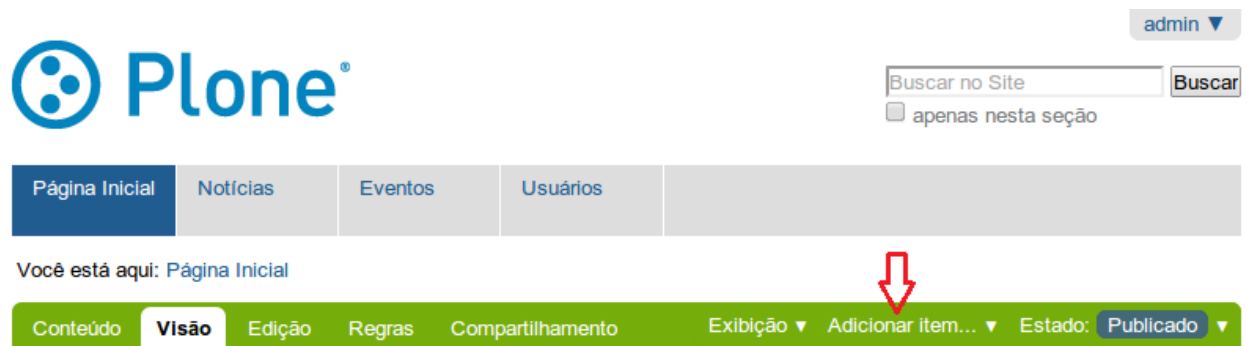 admin ▼
Plone®
Buscar no Site Buscar
apenas nesta seção
Página Inicial Notícias Eventos Usuários
Você está aqui: Página Inicial
Conteúdo Visão Edição Regras Compartilhamento Exibição ▼ Adicionar item... ▼ Estado: Publicado ▼